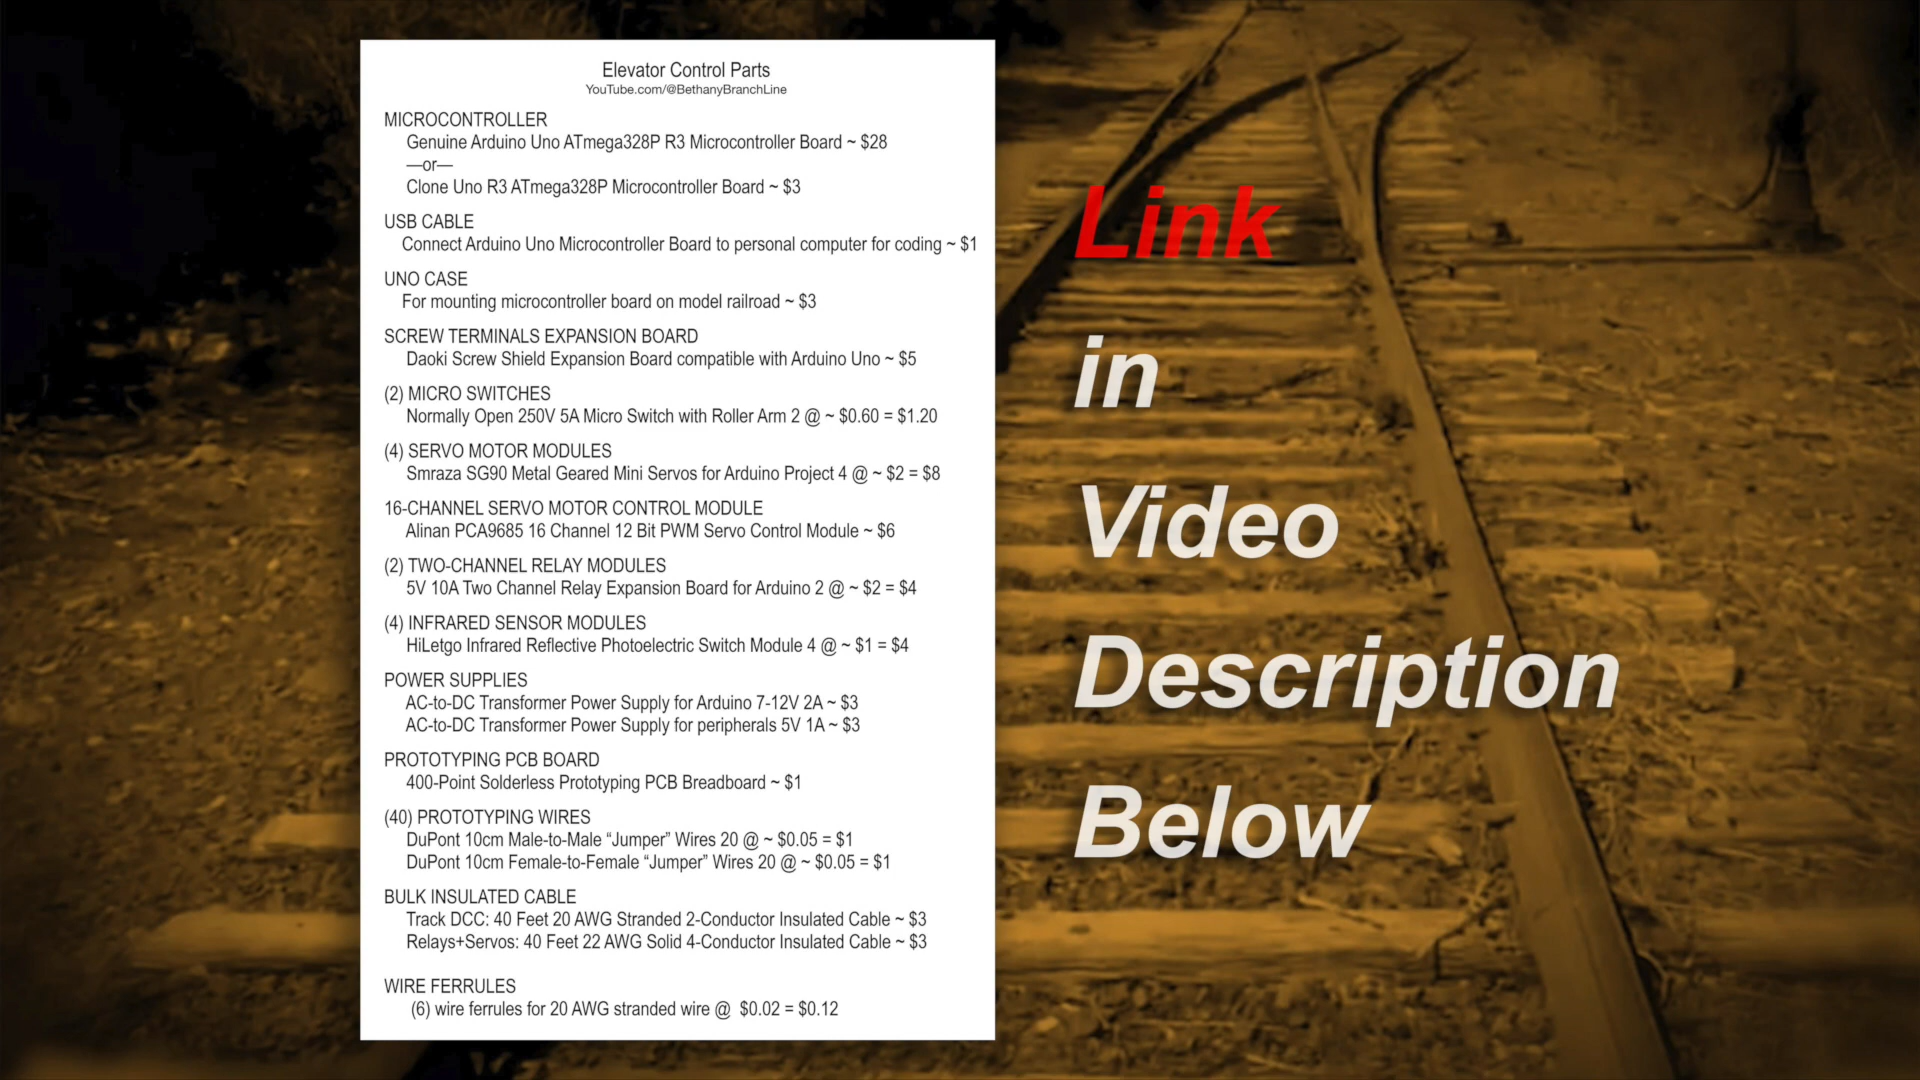 Elevator Control Parts
YouTube.com/@BethanyBranchLine
MICROCONTROLLER
Genuine Arduino Uno ATmega328P R3 Microcontroller Board ~ $28
—or—
Clone Uno R3 ATmega328P Microcontroller Board ~ $3
USB CABLE
Connect Arduino Uno Microcontroller Board to personal computer for coding ~ $1
UNO CASE
For mounting microcontroller board on model railroad ~ $3
SCREW TERMINALS EXPANSION BOARD
Daoki Screw Shield Expansion Board compatible with Arduino Uno ~ $5
(2) MICRO SWITCHES
Normally Open 250V 5A Micro Switch with Roller Arm 2 @ ~ $0.60 = $1.20
(4) SERVO MOTOR MODULES
Smraza SG90 Metal Geared Mini Servos for Arduino Project 4 @ ~ $2 = $8
16-CHANNEL SERVO MOTOR CONTROL MODULE
Alinan PCA9685 16 Channel 12 Bit PWM Servo Control Module ~ $6
(2) TWO-CHANNEL RELAY MODULES
5V 10A Two Channel Relay Expansion Board for Arduino 2 @ ~ $2 = $4
(4) INFRARED SENSOR MODULES
HiLetgo Infrared Reflective Photoelectric Switch Module 4 @ ~ $1 = $4
POWER SUPPLIES
AC-to-DC Transformer Power Supply for Arduino 7-12V 2A ~ $3
AC-to-DC Transformer Power Supply for peripherals 5V 1A ~ $3
PROTOTYPING PCB BOARD
400-Point Solderless Prototyping PCB Breadboard ~ $1
(40) PROTOTYPING WIRES
DuPont 10cm Male-to-Male “Jumper” Wires 20 @ ~ $0.05 = $1
DuPont 10cm Female-to-Female “Jumper” Wires 20 @ ~ $0.05 = $1
BULK INSULATED CABLE
Track DCC: 40 Feet 20 AWG Stranded 2-Conductor Insulated Cable ~ $3
Relays+Servos: 40 Feet 22 AWG Solid 4-Conductor Insulated Cable ~ $3
WIRE FERRULES
(6) wire ferrules for 20 AWG stranded wire @ $0.02 = $0.12
Link
in
Video
Description
Below